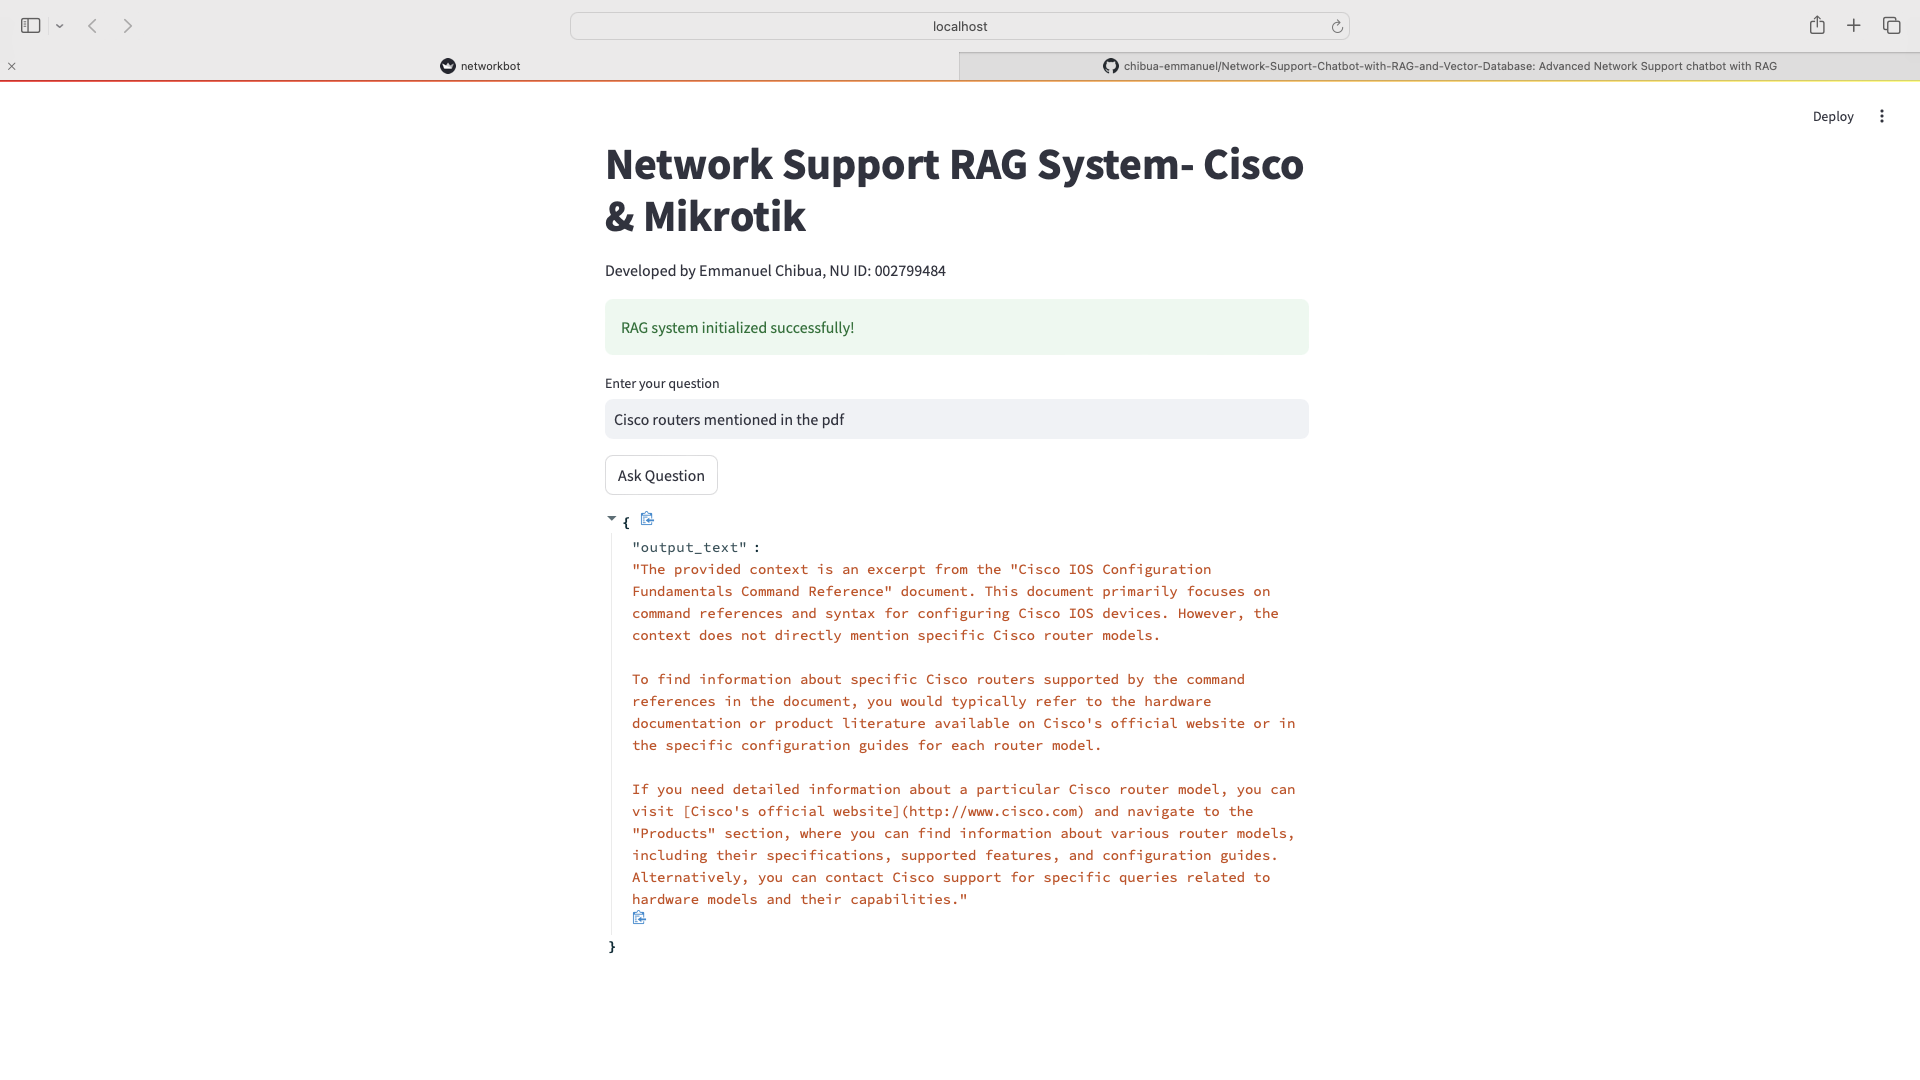 localhost
networkbot
chibua-emmanuel/Network-Support-Chatbot-with-RAG-and-Vector-Database: Advanced Network Support chatbot with RAG
Deploy
Network Support RAG System- Cisco
& Mikrotik
Developed by Emmanuel Chibua, NU ID: 002799484
RAG system initialized successfully!
Enter your question
Cisco routers mentioned in the pdf
Ask Question
{
"output_text" :
"The provided context is an excerpt from the "Cisco IOS Configuration
Fundamentals Command Reference" document. This document primarily focuses on
command references and syntax for configuring Cisco IOS devices. However, the
context does not directly mention specific Cisco router models.
To find information about specific Cisco routers supported by the command
references in the document, you would typically refer to the hardware
documentation or product literature available on Cisco's official website or in
the specific configuration guides for each router model.
If you need detailed information about a particular Cisco router model, you can
visit [Cisco's official website](http://www.cisco.com) and navigate to the
"Products" section, where you can find information about various router models,
including their specifications, supported features, and configuration guides.
Alternatively, you can contact Cisco support for specific queries related to
hardware models and their capabilities."
}